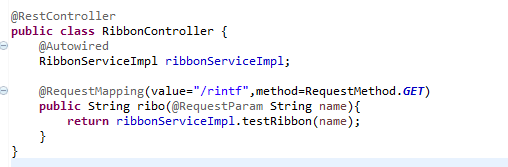 @RestController
public class RibbonController {
    @Autowired
    RibbonServiceImpl ribbonServiceImpl;

    @RequestMapping(value="/rintf",method=RequestMethod.GET)
    public String ribo(@RequestParam String name){
        return ribbonServiceImpl.testRibbon(name);
    }
}